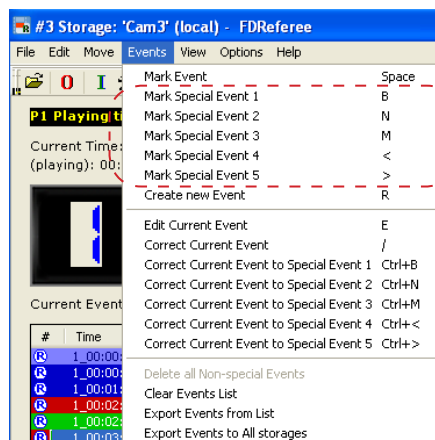 #3 Storage: 'Cam3' (local) - FDReferee
File Edit Move Events View Options Help
Mark Event Space
Mark Special Event 1 B
Mark Special Event 2 N
Mark Special Event 3 M
Mark Special Event 4 <
Mark Special Event 5 >
Create new Event R
Edit Current Event E
Correct Current Event /
Correct Current Event to Special Event 1 Ctrl+B
Correct Current Event to Special Event 2 Ctrl+N
Correct Current Event to Special Event 3 Ctrl+M
Correct Current Event to Special Event 4 Ctrl+<
Correct Current Event to Special Event 5 Ctrl+>
Delete all Non-special Events
Clear Events List
Export Events from List
Export Events to All storages
0 I
P1 Playing ti
Current Time:
(playing): 00:
Current Event
# Time
R 1_00:00:
R 1_00:00:
R 1_00:01:
R 1_00:02:
R 1_00:02:
R 1_00:03: